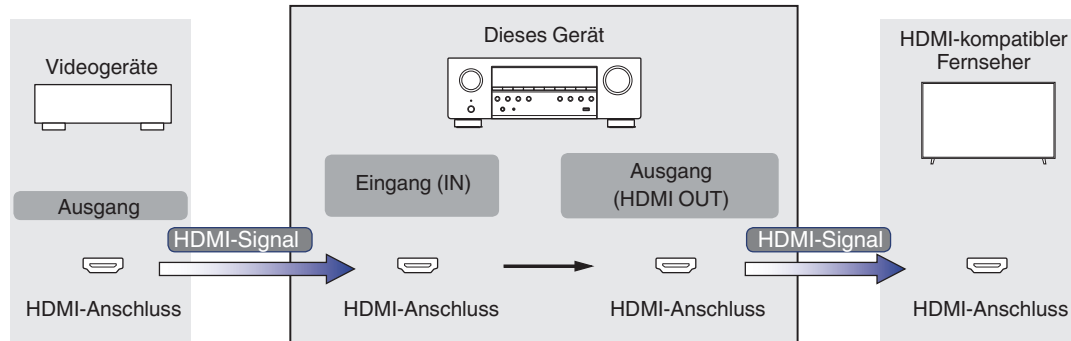 Videogeräte
Ausgang
HDMI-Signal
HDMI-Anschluss
Dieses Gerät
Eingang (IN)
HDMI-Anschluss
Ausgang
(HDMI OUT)
HDMI-Anschluss
HDMI-Signal
HDMI-kompatibler
Fernseher
HDMI-Anschluss